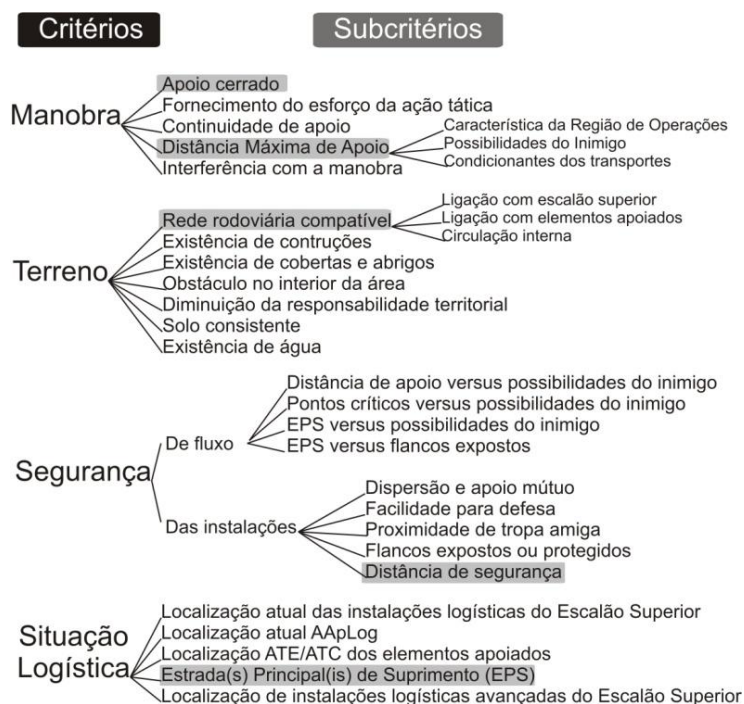 Critérios
Subcritérios
Manobra
Apoio cerrado
Fornecimento do esforço da ação tática
Continuidade de apoio
Distância Máxima de Apoio
Interferência com a manobra
Característica da Região de Operações
Possibilidades do Inimigo
Condicionantes dos transportes
Terreno
Rede rodoviária compatível
Existência de contruções
Existência de cobertas e abrigos
Obstáculo no interior da área
Diminuição da responsabilidade territorial
Solo consistente
Existência de água
Ligação com escalão superior
Ligação com elementos apoiados
Circulação interna
Segurança
De fluxo
Distância de apoio versus possibilidades do inimigo
Pontos críticos versus possibilidades do inimigo
EPS versus possibilidades do inimigo
EPS versus flancos expostos
Das instalações
Dispersão e apoio mútuo
Facilidade para defesa
Proximidade de tropa amiga
Flancos expostos ou protegidos
Distância de segurança
Situação
Logística
Localização atual das instalações logísticas do Escalão Superior
Localização atual AApLog
Localização ATE/ATC dos elementos apoiados
Estrada(s) Principal(is) de Suprimento (EPS)
Localização de instalações logísticas avançadas do Escalão Superior